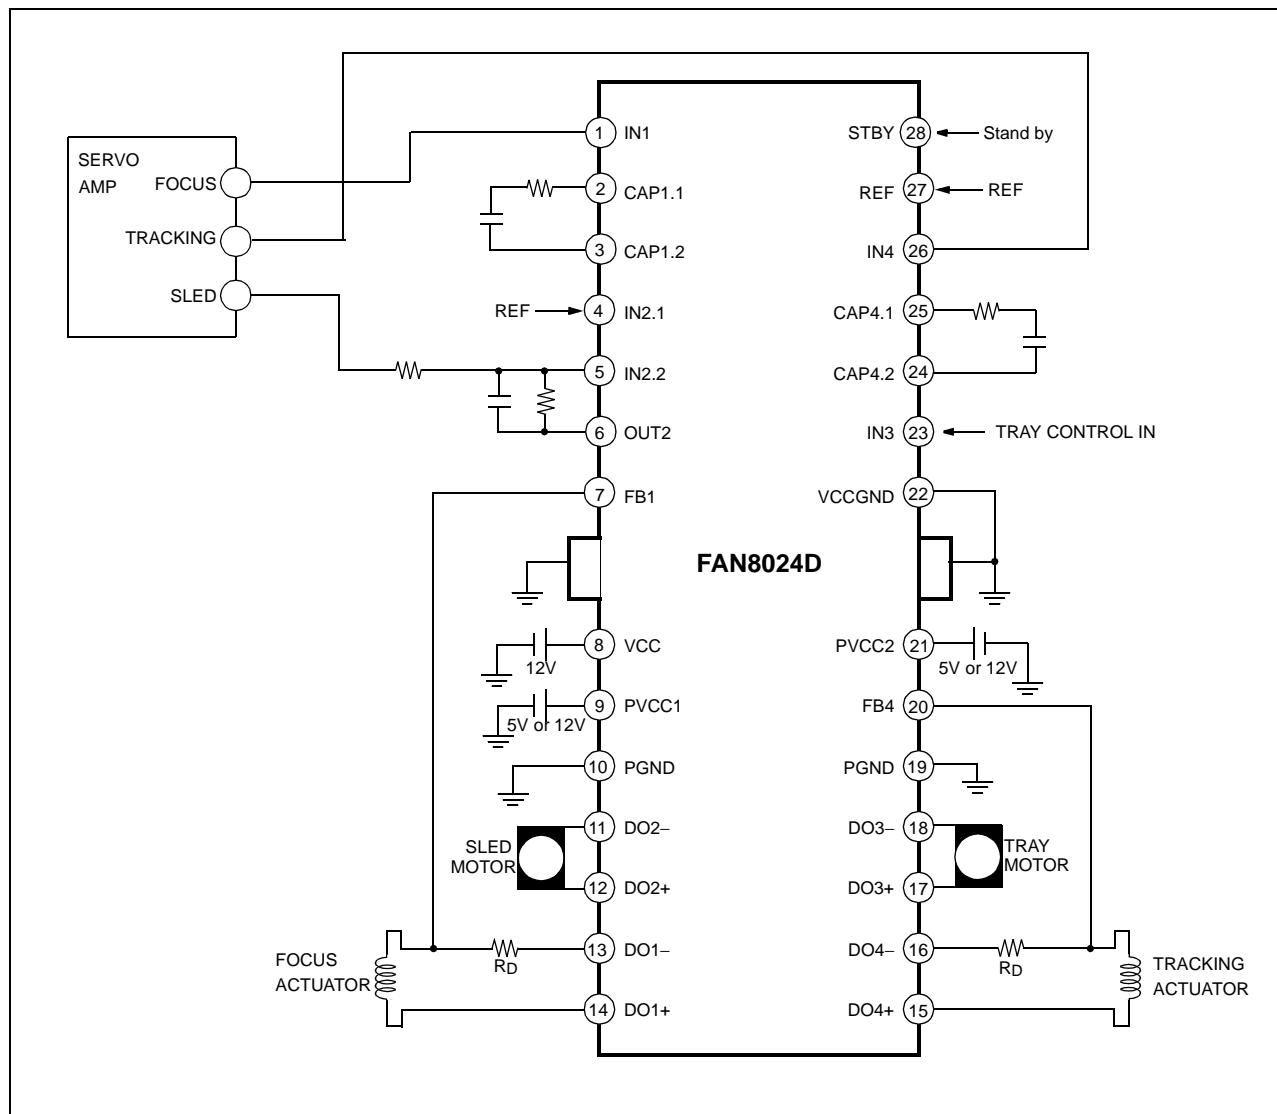 SERVO
AMP
FOCUS
TRACKING
SLED
1 IN1
2 CAP1.1
3 CAP1.2
REF
4 IN2.1
5 IN2.2
6 OUT2
7 FB1
8 VCC
12V
9 PVCC1
5V or 12V
10 PGND
11 DO2−
SLED
MOTOR
12 DO2+
13 DO1−
RD
FOCUS
ACTUATOR
14 DO1+
FAN8024D
STBY 28 Stand by
REF 27 REF
IN4 26
CAP4.1 25
CAP4.2 24
IN3 23 TRAY CONTROL IN
VCCGND 22
PVCC2 21
5V or 12V
FB4 20
PGND 19
DO3− 18
TRAY
MOTOR
DO3+ 17
DO4− 16
RD
TRACKING
ACTUATOR
DO4+ 15